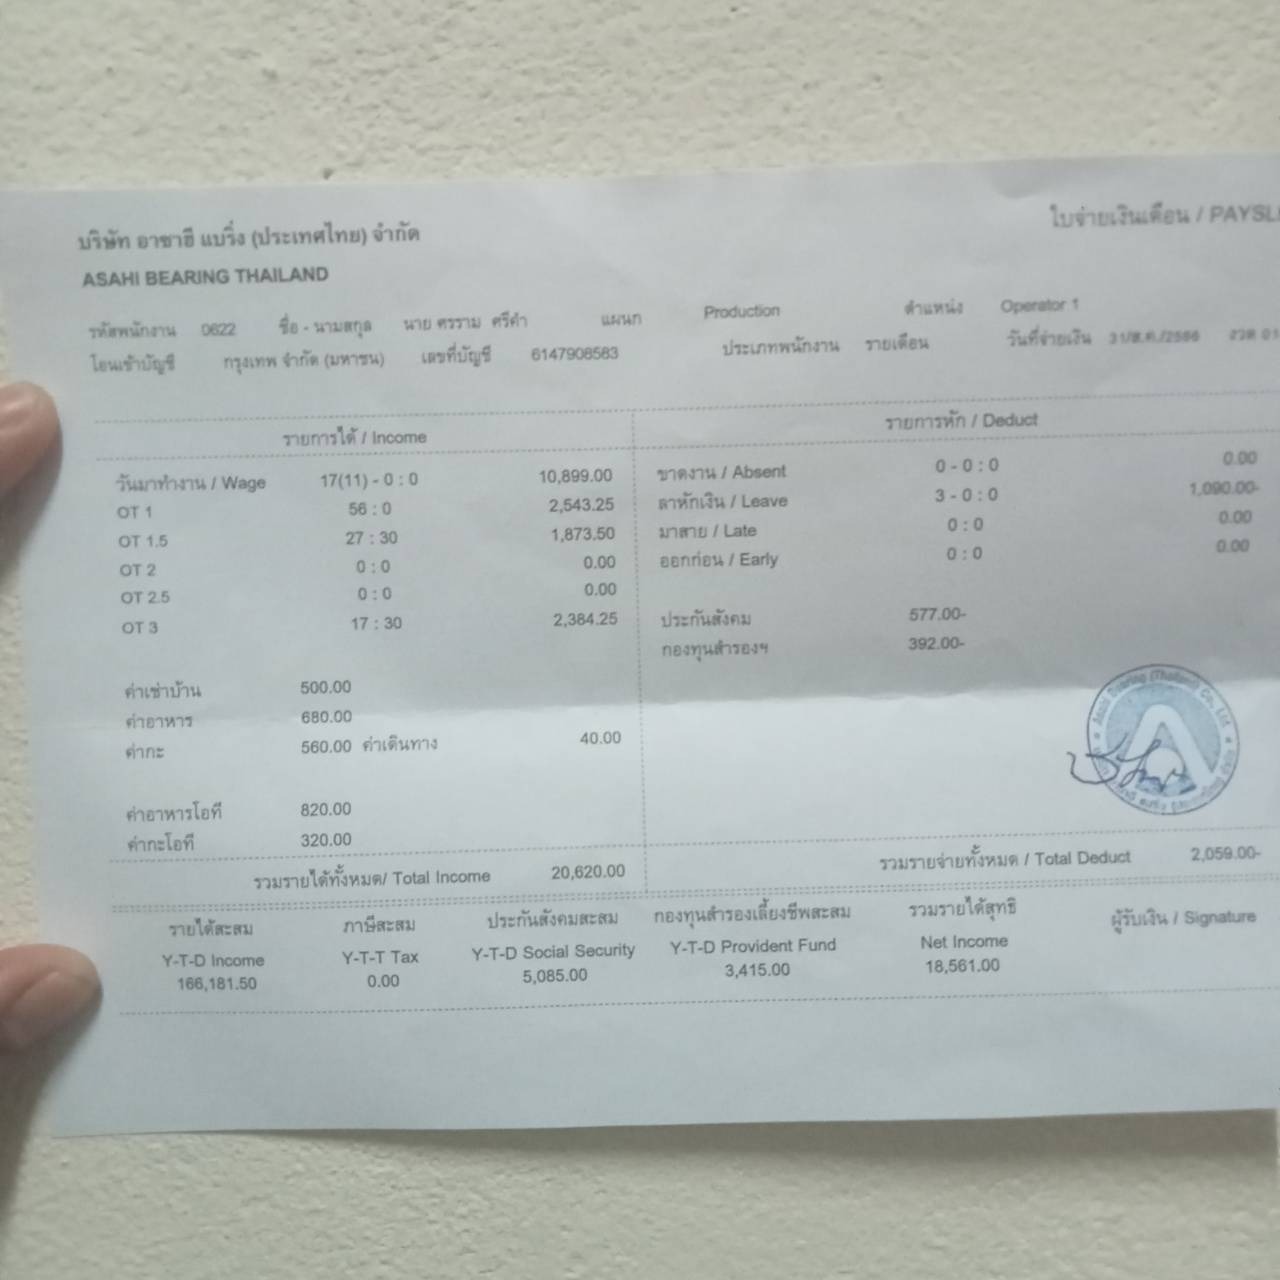 ใบจ่ายเงินเดือน / PAYSLI
บริษัท อาซาฮี แบริ่ง (ประเทศไทย) จำกัด
ASAHI BEARING THAILAND
รหัสพนักงาน 0622 ชื่อ - นามสกุล นาย ศรราม ศรีคำ แผนก Production ตำแหน่ง Operator 1
โอนเข้าบัญชี กรุงเทพ จำกัด (มหาชน) เลขที่บัญชี 6147908583 ประเภทพนักงาน รายเดือน วันที่จ่ายเงิน 31/ส.ค./2566 งวด 01
รายการได้ / Income รายการหัก / Deduct
วันมาทำงาน / Wage 17(11) - 0 : 0 10,899.00 ขาดงาน / Absent 0 - 0 : 0 0.00
OT 1 56 : 0 2,543.25 ลาหักเงิน / Leave 3 - 0 : 0 1,090.00-
OT 1.5 27 : 30 1,873.50 มาสาย / Late 0 : 0 0.00
OT 2 0 : 0 0.00 ออกก่อน / Early 0 : 0 0.00
OT 2.5 0 : 0 0.00
OT 3 17 : 30 2,384.25 ประกันสังคม 577.00-
กองทุนสำรองฯ 392.00-
ค่าเช่าบ้าน 500.00
ค่าอาหาร 680.00
ค่ากะ 560.00 ค่าเดินทาง 40.00
ค่าอาหารโอที 820.00
ค่ากะโอที 320.00
รวมรายได้ทั้งหมด/ Total Income 20,620.00 รวมรายจ่ายทั้งหมด / Total Deduct 2,059.00-
รายได้สะสม ภาษีสะสม ประกันสังคมสะสม กองทุนสำรองเลี้ยงชีพสะสม รวมรายได้สุทธิ ผู้รับเงิน / Signature
Y-T-D Income Y-T-T Tax Y-T-D Social Security Y-T-D Provident Fund Net Income
166,181.50 0.00 5,085.00 3,415.00 18,561.00